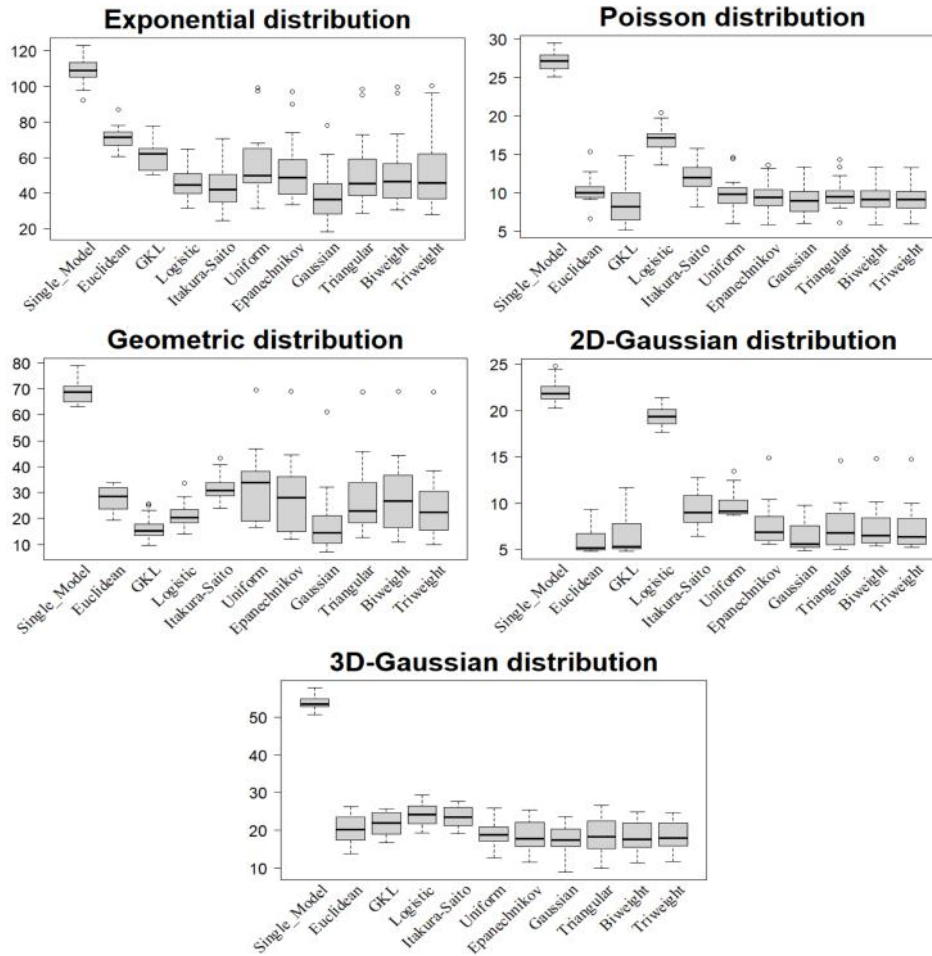 Exponential distribution
120
100
80
60
40
20
Single_Model
Euclidean
GKL
Logistic
Itakura-Saito
Uniform
Epanechnikov
Gaussian
Triangular
Biweight
Triweight
Poisson distribution
30
25
20
15
10
5
Single_Model
Euclidean
GKL
Logistic
Itakura-Saito
Uniform
Epanechnikov
Gaussian
Triangular
Biweight
Triweight
Geometric distribution
80
70
60
50
40
30
20
10
Single_Model
Euclidean
GKL
Logistic
Itakura-Saito
Uniform
Epanechnikov
Gaussian
Triangular
Biweight
Triweight
2D-Gaussian distribution
25
20
15
10
5
Single_Model
Euclidean
GKL
Logistic
Itakura-Saito
Uniform
Epanechnikov
Gaussian
Triangular
Biweight
Triweight
3D-Gaussian distribution
50
40
30
20
10
Single_Model
Euclidean
GKL
Logistic
Itakura-Saito
Uniform
Epanechnikov
Gaussian
Triangular
Biweight
Triweight